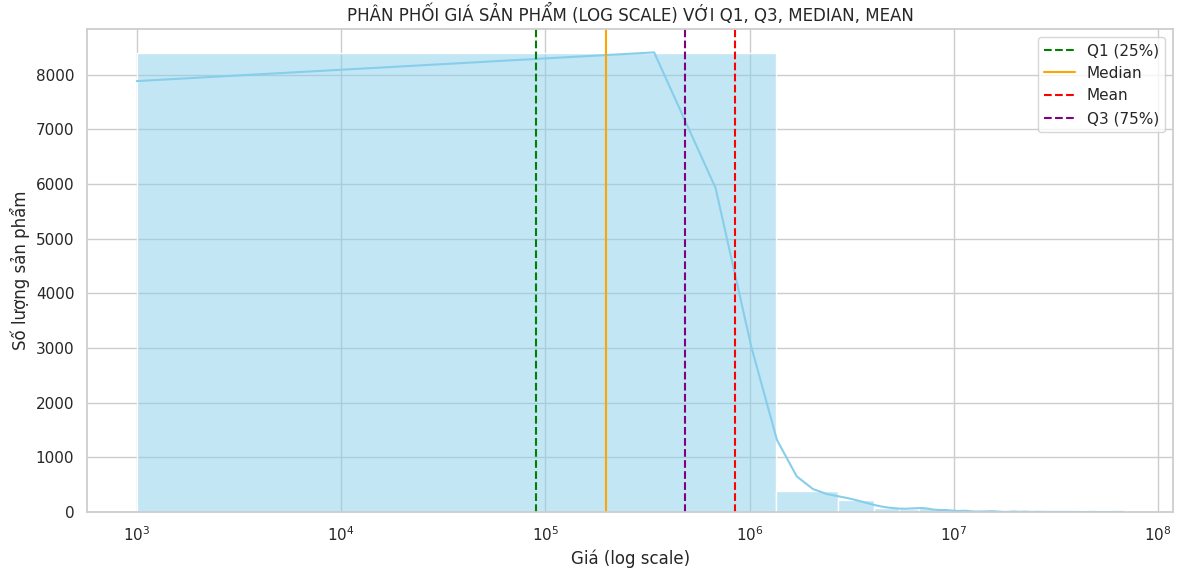 PHÂN PHỐI GIÁ SẢN PHẨM (LOG SCALE) VỚI Q1, Q3, MEDIAN, MEAN
Q1 (25%)
Median
Mean
Q3 (75%)
Số lượng sản phẩm
8000
7000
6000
5000
4000
3000
2000
1000
0
10³ 10⁴ 10⁵ 10⁶ 10⁷ 10⁸
Giá (log scale)